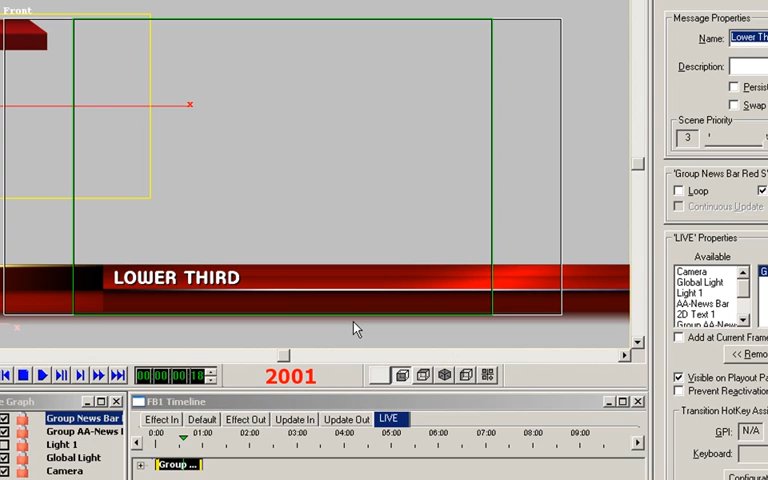 Front
x
LOWER THIRD
x
Message Properties
Name: Lower Th
Description:
Persist
Swap
Scene Priority
3
'Group News Bar Red S'
Loop
Continuous Update
'LIVE' Properties
Available
Camera
Global Light
Light 1
AA-News Bar
2D Text 1
Group AA-New
G
Add at Current Frame
<< Remo
Visible on Playout Pa
Prevent Reactivation
Transition HotKey Assi
GPI: N/A
Keyboard:
Configurat
00:00:00:18
2001
e Graph
Group News Bar
Group AA-News
Light 1
Global Light
Camera
FB1 Timeline
Effect In Default Effect Out Update In Update Out LIVE
0:00 01:00 02:00 03:00 04:00 05:00 06:00 07:00 08:00 09:00
Group ...